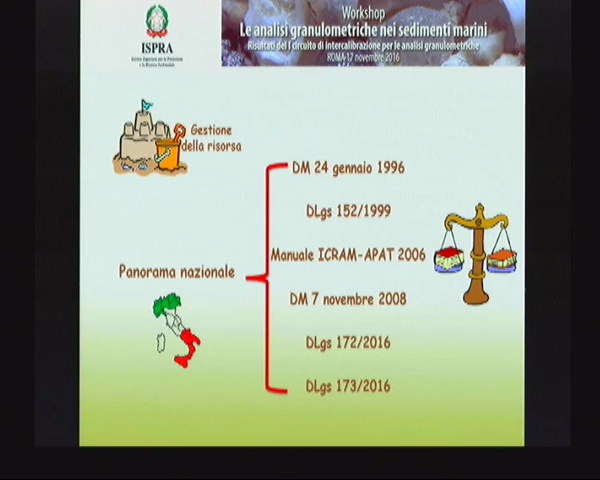 ISPRA
Istituto Superiore per la Protezione
e la Ricerca Ambientale
Workshop
Le analisi granulometriche nei sedimenti marini
Risultati del I circuito di intercalibrazione per le analisi granulometriche
ROMA-17 novembre 2016
Gestione
della risorsa
DM 24 gennaio 1996
DLgs 152/1999
Manuale ICRAM-APAT 2006
Panorama nazionale
DM 7 novembre 2008
DLgs 172/2016
DLgs 173/2016